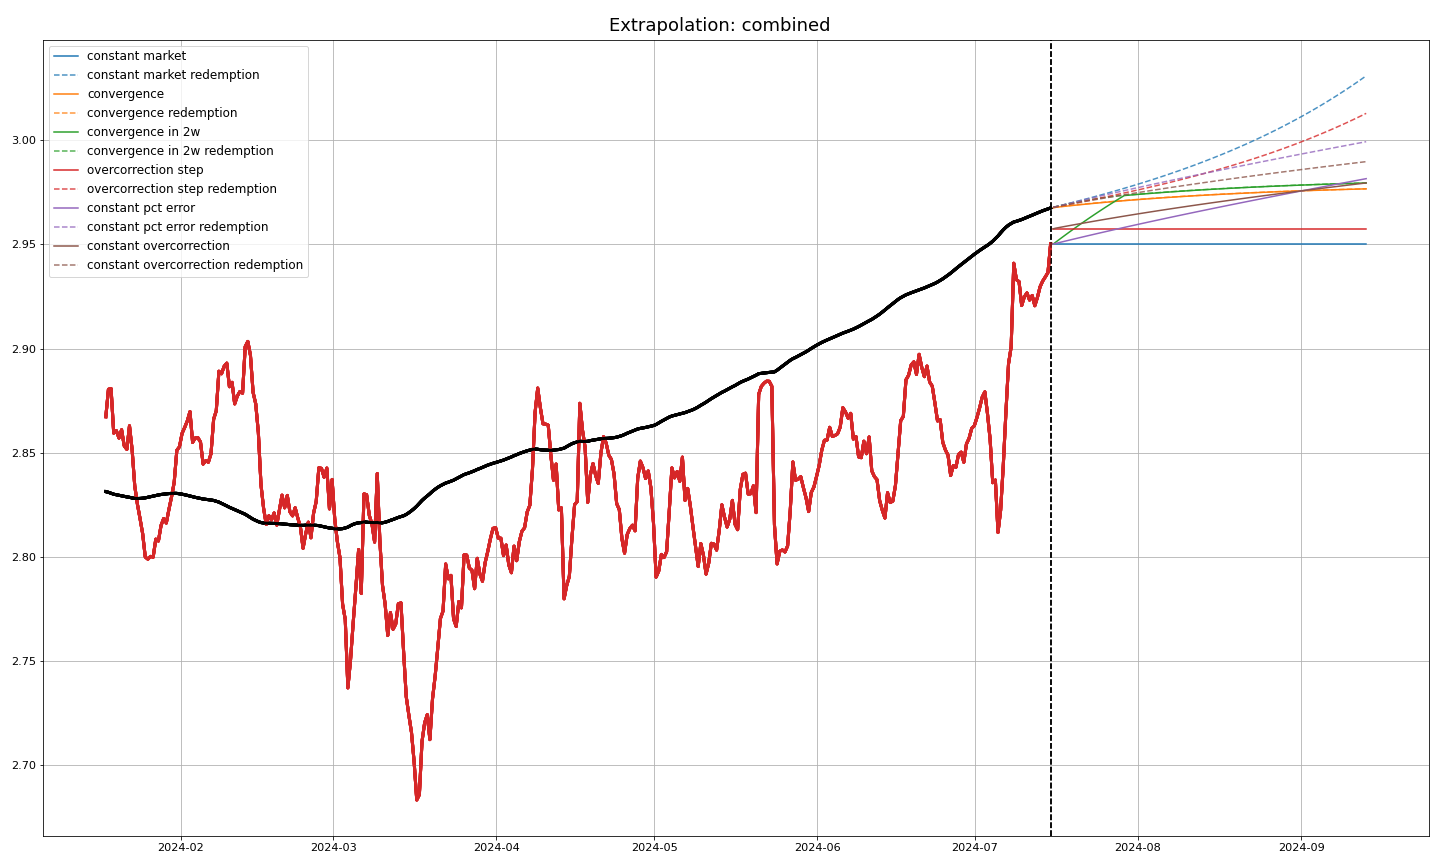 Extrapolation: combined
constant market
constant market redemption
convergence
convergence redemption
convergence in 2w
convergence in 2w redemption
overcorrection step
overcorrection step redemption
constant pct error
constant pct error redemption
constant overcorrection
constant overcorrection redemption
3.00
2.95
2.90
2.85
2.80
2.75
2.70
2024-02 2024-03 2024-04 2024-05 2024-06 2024-07 2024-08 2024-09